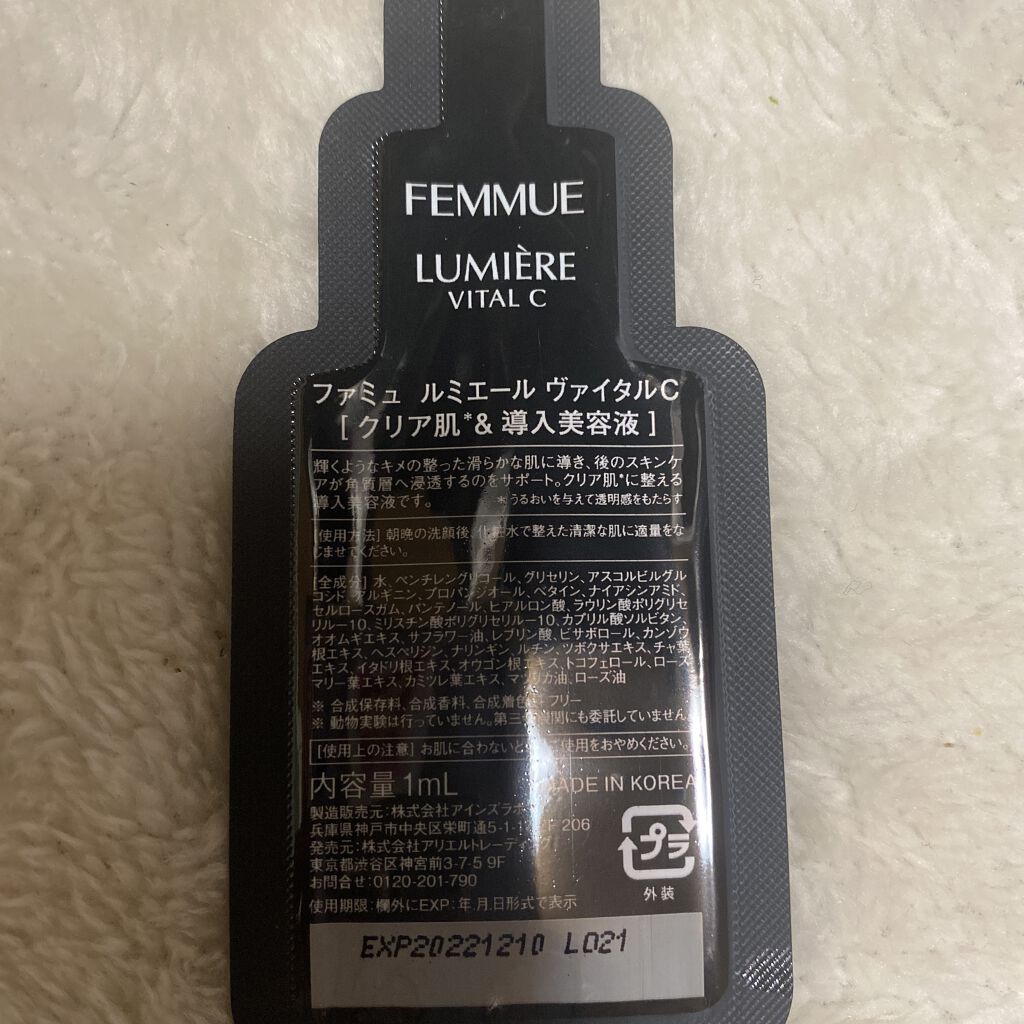 FEMMUE
LUMIÈRE
VITAL C
ファミュ ルミエール ヴァイタルC
[ クリア肌*& 導入美容液 ]
輝くようなキメの整った滑らかな肌に導き、後のスキンケ
アが角質層へ浸透するのをサポート。クリア肌*に整える
導入美容液です。 *うるおいを与えて透明感をもたらす
[使用方法] 朝晩の洗顔後、化粧水で整えた清潔な肌に適量をな
じませてください。
[全成分] 水、ペンチレングリコール、グリセリン、アスコルビルグル
コシド、アルギニン、プロパンジオール、ベタイン、ナイアシンアミド、
セルロースガム、パンテノール、ヒアルロン酸、ラウリン酸ポリグリセ
リル-10、ミリスチン酸ポリグリセリル-10、カプリル酸ソルビタン、
オオムギエキス、サフラワー油、レブリン酸、ビサボロール、カンゾウ
根エキス、ヘスペリシン、ナリンギン、ルチン、ツボクサエキス、チャ葉
エキス、イタドリ根エキス、オウゴン根エキス、トコフェロール、ローズ
マリー葉エキス、カミツレ葉エキス、マツリカ油、ローズ油
※ 合成保存料、合成香料、合成着色料 フリー
※ 動物実験は行っていません。第三 機関にも委託していません。
[使用上の注意] お肌に合わないと 使用をおやめください。
内容量 1mL MADE IN KOREA
製造販売元:株式会社アインズラボ
兵庫県神戸市中央区栄町通5-1-1 206
発売元:株式会社アリエルトレーディング
東京都渋谷区神宮前3-7-5 9F
お問合せ:0120-201-790
プラ
外装
使用期限:欄外にEXP:年.月.日形式で表示
EXP20221210 L021